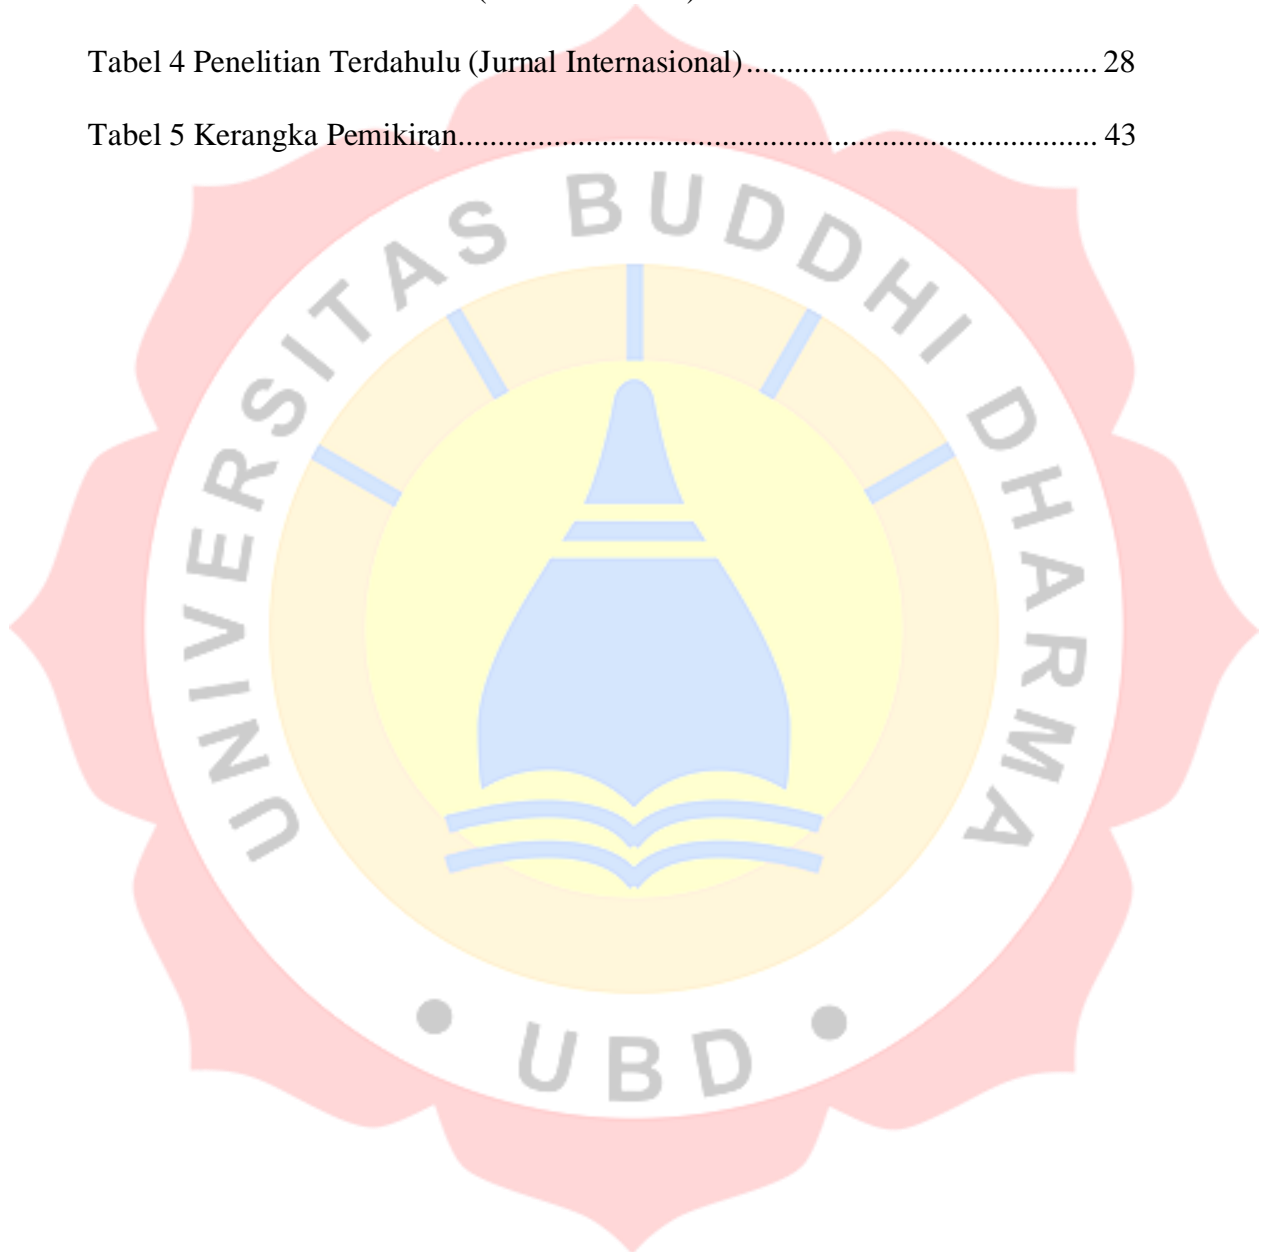 Tabel 4 Penelitian Terdahulu (Jurnal Internasional)............................................ 28
Tabel 5 Kerangka Pemikiran................................................................................ 43
UNIVERSITAS BUDDHI DHARMA
• UBD •